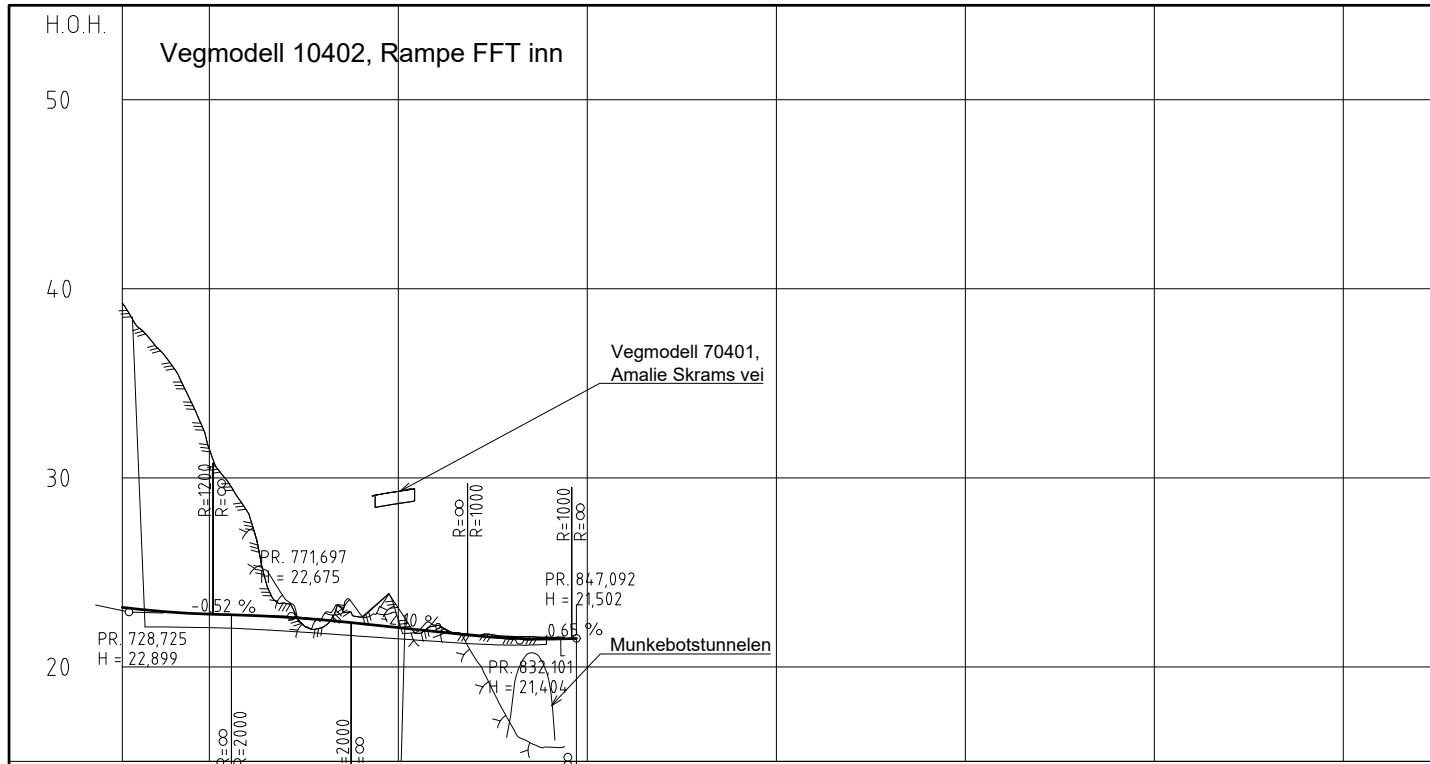 H.O.H.
Vegmodell 10402, Rampe FFT inn
50
40
Vegmodell 70401,
Amalie Skrams vei
30
R=1200
R=∞
R=∞
R=1000
R=1000
R=∞
PR. 771,697
H = 22,675
PR. 847,092
H = 21,502
-0.52 %
0.65 %
PR. 728,725
H = 22,899
Munkebotstunnelen
20
PR. 832,101
H = 21,404
R=∞
R=2000
=2000
=∞
∞